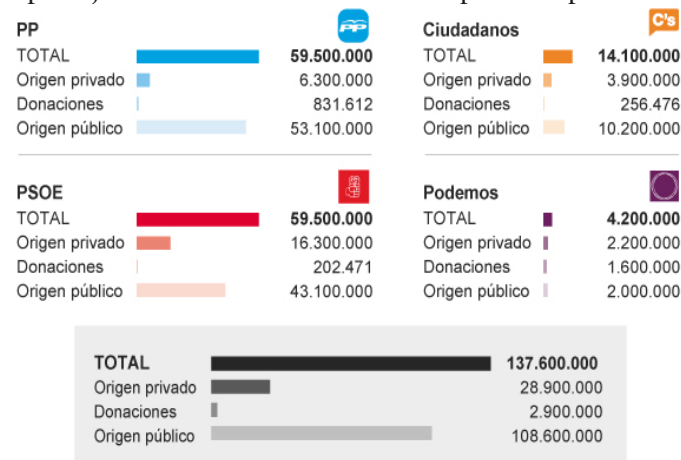 PP
TOTAL 59.500.000
Origen privado 6.300.000
Donaciones 831.612
Origen público 53.100.000
Ciudadanos C's
TOTAL 14.100.000
Origen privado 3.900.000
Donaciones 256.476
Origen público 10.200.000
PSOE
TOTAL 59.500.000
Origen privado 16.300.000
Donaciones 202.471
Origen público 43.100.000
Podemos
TOTAL 4.200.000
Origen privado 2.200.000
Donaciones 1.600.000
Origen público 2.000.000
TOTAL 137.600.000
Origen privado 28.900.000
Donaciones 2.900.000
Origen público 108.600.000